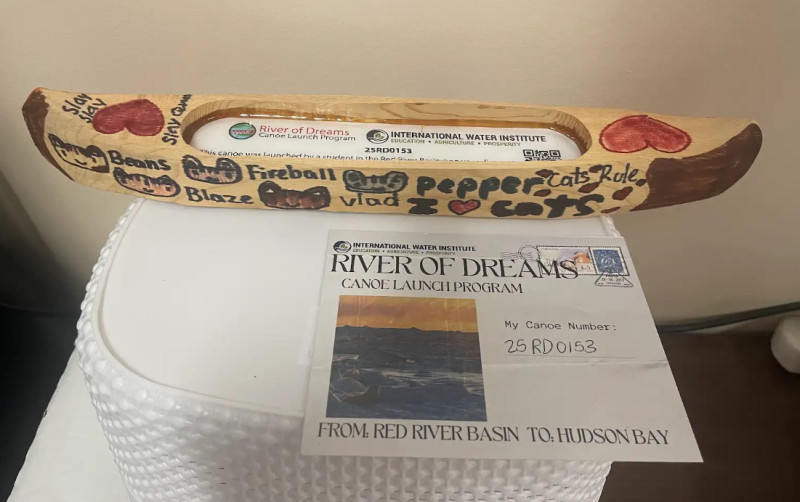 Slay
slay
Slay Queen
River of Dreams
Canoe Launch Program
INTERNATIONAL WATER INSTITUTE
EDUCATION • AGRICULTURE • PROSPERITY
25RD0153
This canoe was launched by a student in the Red River
Beans
Fireball
pepper
Cats Rule
Blaze
vlad
I cats
INTERNATIONAL WATER INSTITUTE
EDUCATION • AGRICULTURE • PROSPERITY
RIVER OF DREAMS
CANOE LAUNCH PROGRAM
My Canoe Number:
25RD0153
FROM: RED RIVER BASIN TO: HUDSON BAY